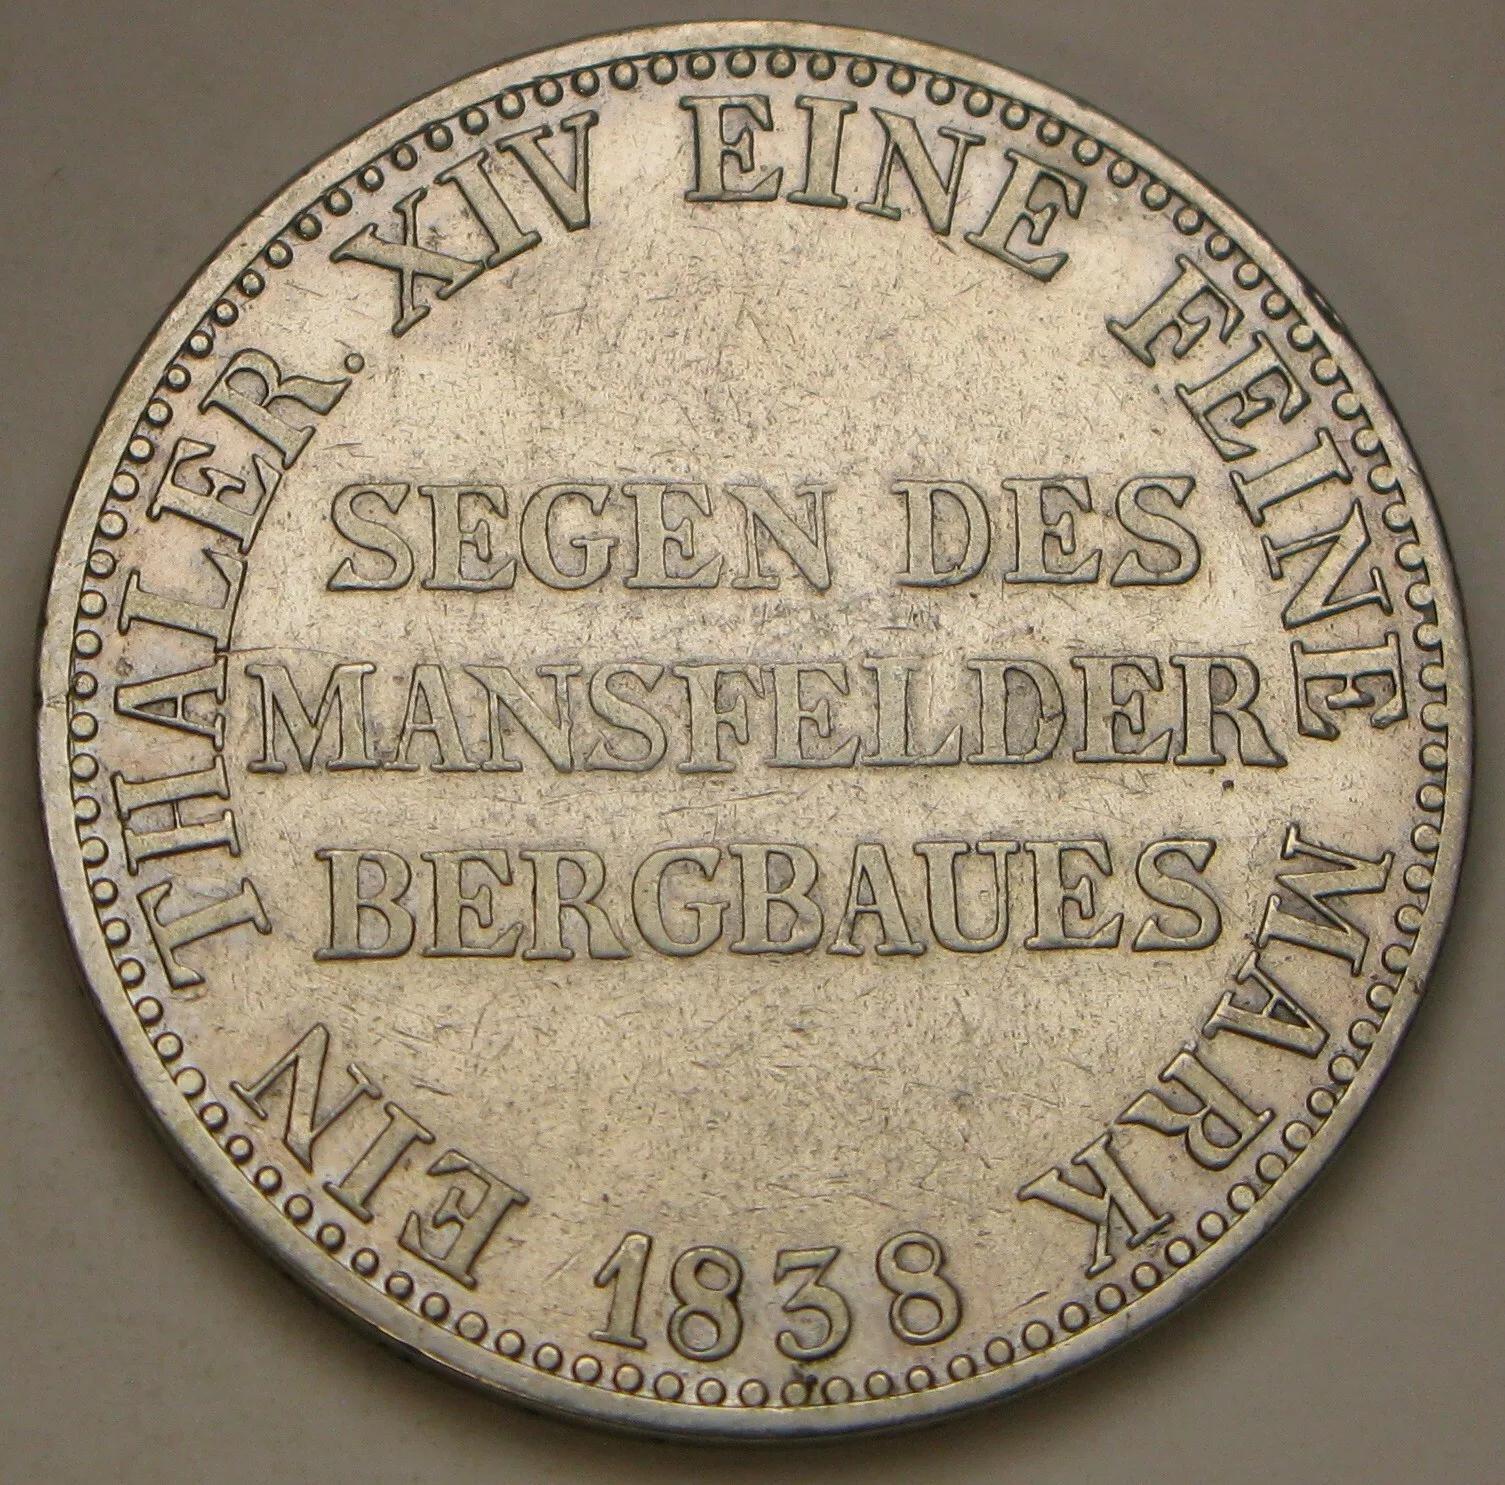 EIN THALER. XIV EINE FEINE MARK
SEGEN DES
MANSFELDER
BERGBAUES
1838